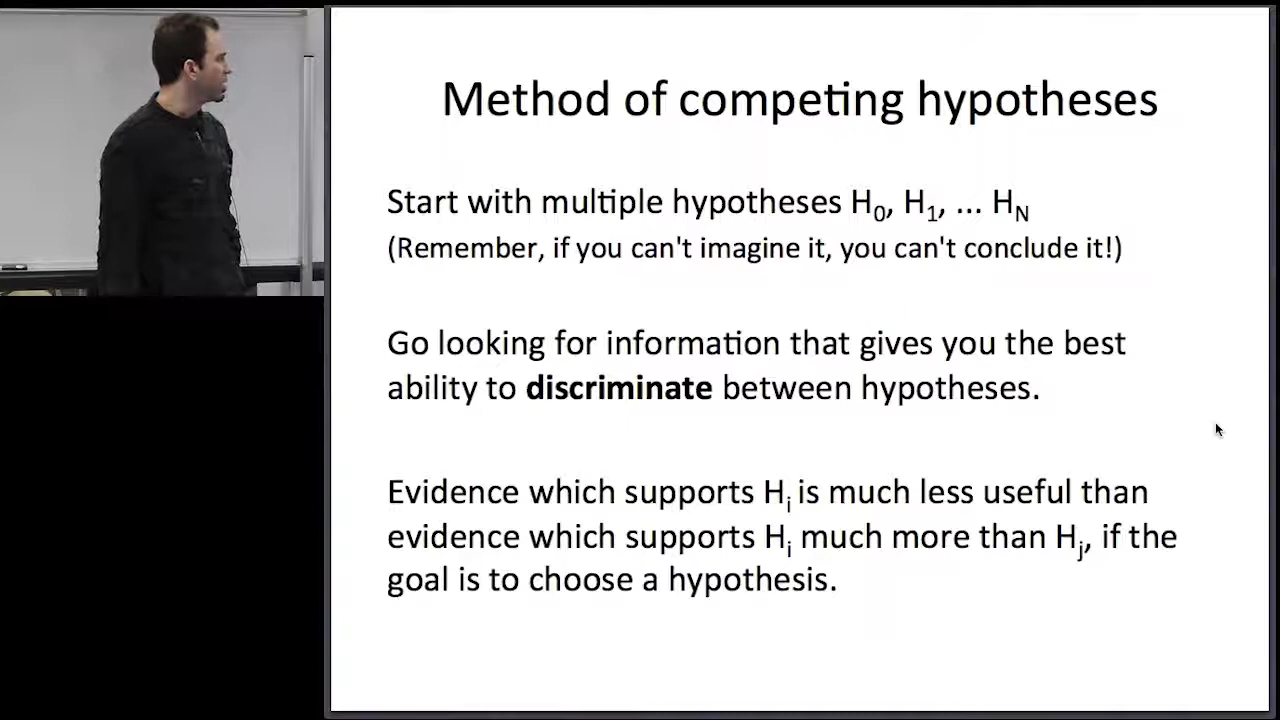 Method of competing hypotheses
Start with multiple hypotheses H₀, H₁, ... H_N
(Remember, if you can't imagine it, you can't conclude it!)
Go looking for information that gives you the best
ability to discriminate between hypotheses.
Evidence which supports Hᵢ is much less useful than
evidence which supports Hᵢ much more than Hⱼ, if the
goal is to choose a hypothesis.